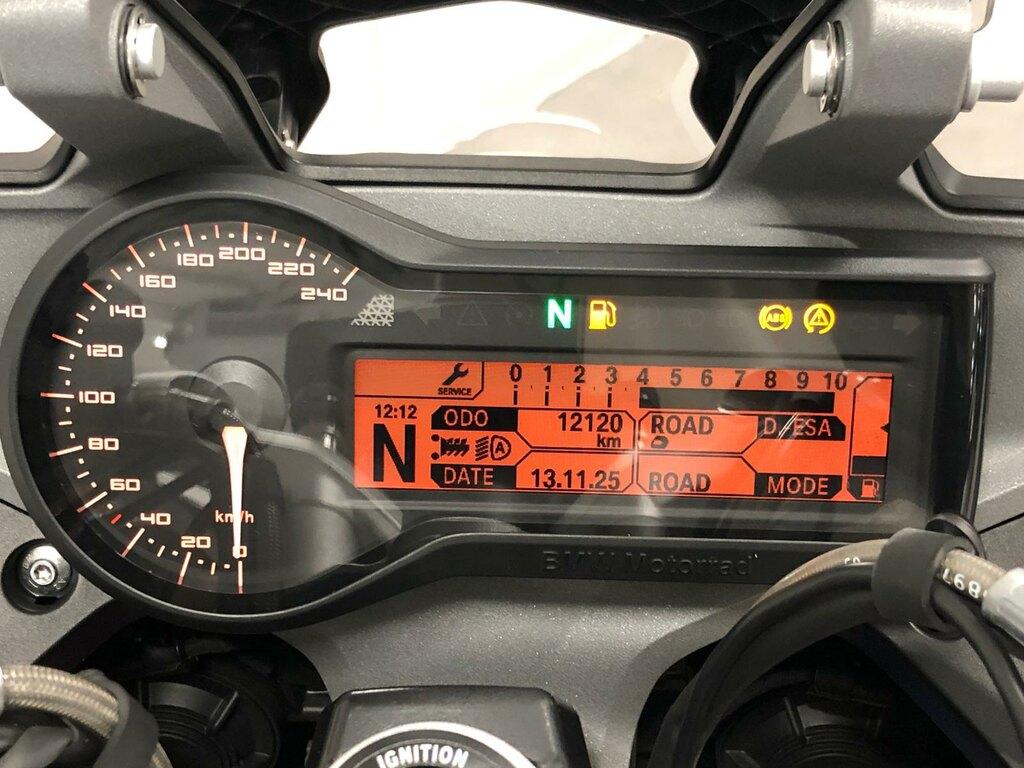 240
220
200
180
160
140
120
100
80
60
40
20
0
km/h
N
ABS
SERVICE
0 1 2 3 4 5 6 7 8 9 10
12:12
N
ODO 12120
km
A
DATE 13.11.25
ROAD D/ESA
ROAD MODE
BMW Motorrad
897
IGNITION